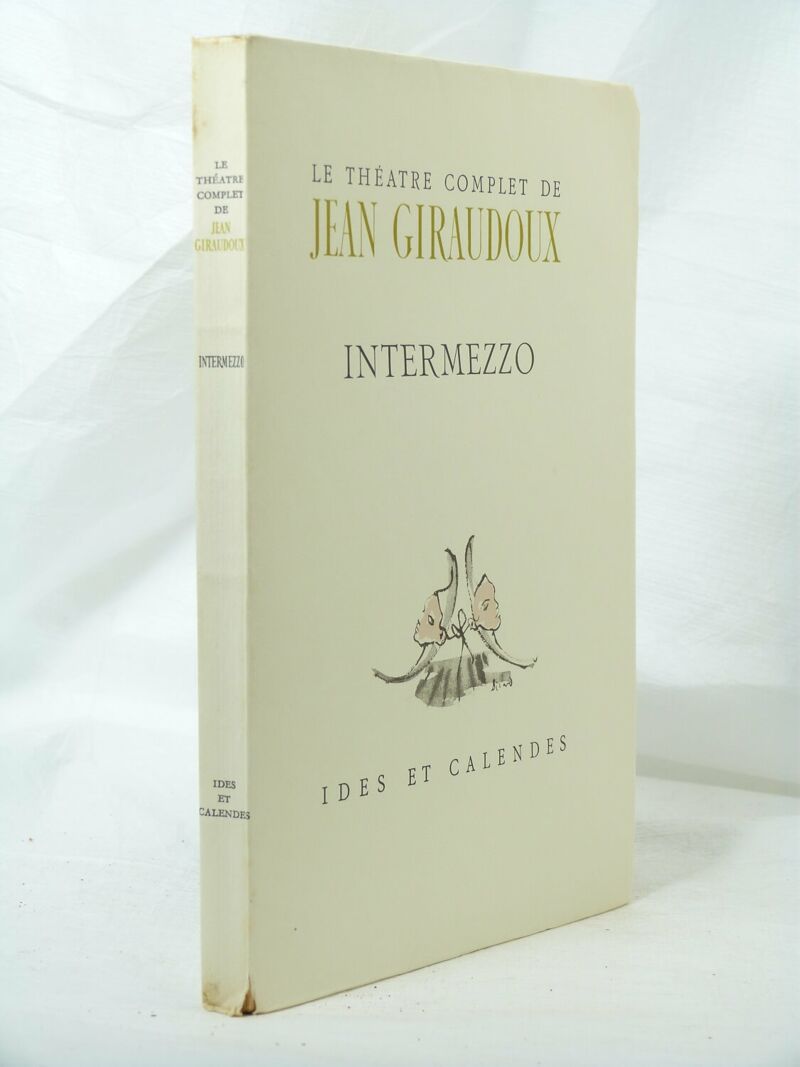 LE
THÉATRE
COMPLET
DE
JEAN
GIRAUDOUX
INTERMEZZO
IDES
ET
CALENDES
LE THÉATRE COMPLET DE
JEAN GIRAUDOUX
INTERMEZZO
IDES ET CALENDES